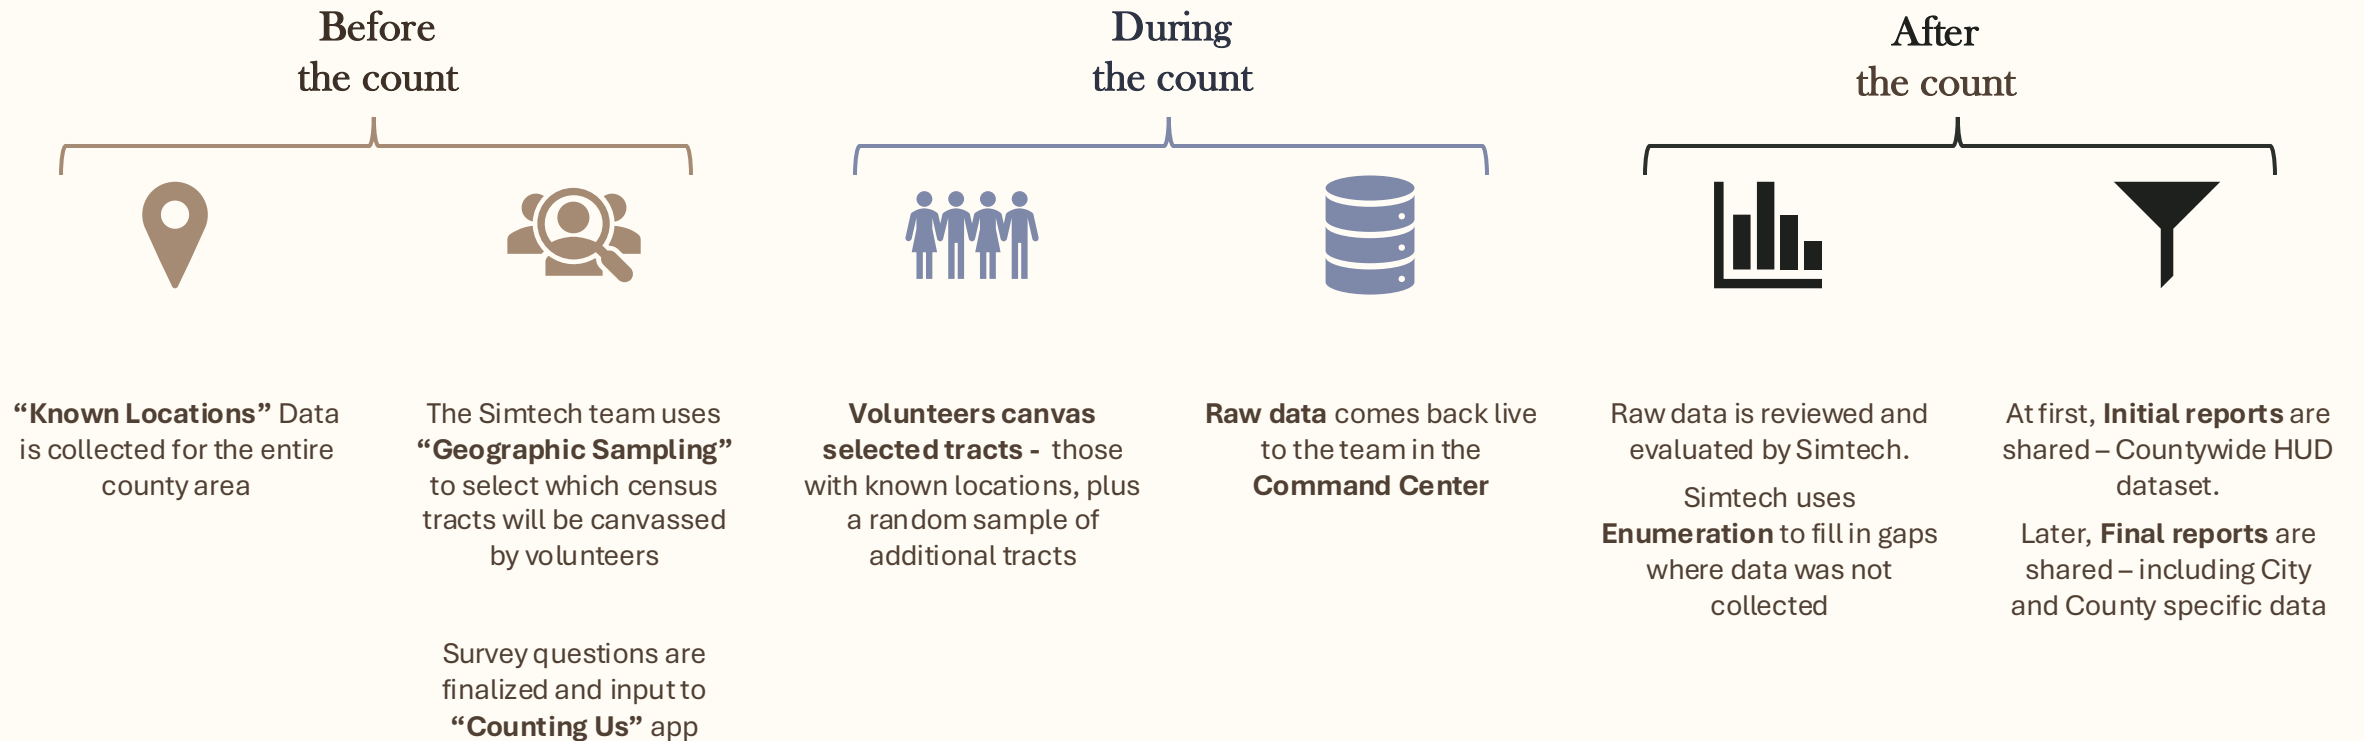 Before
the count
“Known Locations” Data
is collected for the entire
county area
The Simtech team uses
“Geographic Sampling”
to select which census
tracts will be canvassed
by volunteers
Survey questions are
finalized and input to
“Counting Us” app
During
the count
Volunteers canvas
selected tracts - those
with known locations, plus
a random sample of
additional tracts
Raw data comes back live
to the team in the
Command Center
After
the count
Raw data is reviewed and
evaluated by Simtech.
Simtech uses
Enumeration to fill in gaps
where data was not
collected
At first, Initial reports are
shared – Countywide HUD
dataset.
Later, Final reports are
shared – including City
and County specific data